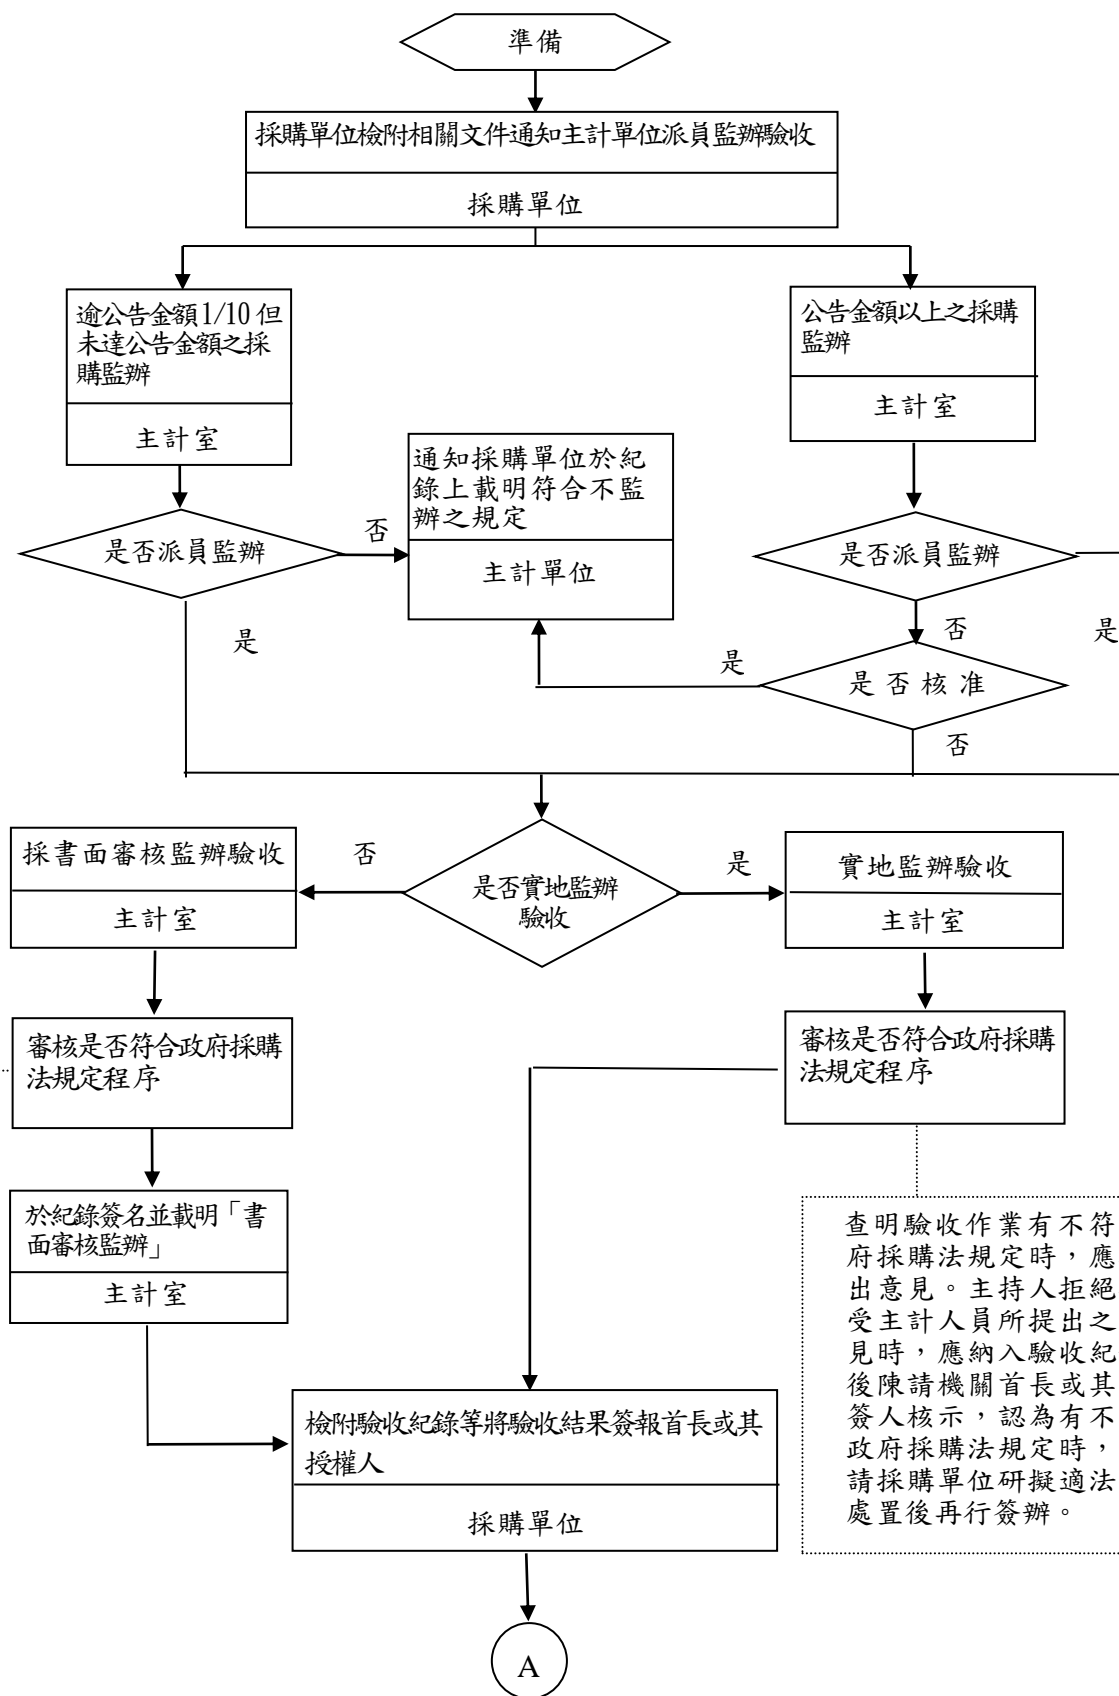 準備
採購單位檢附相關文件通知主計單位派員監辦驗收
採購單位
逾公告金額1/10但
未達公告金額之採
購監辦
主計室
公告金額以上之採購
監辦
主計室
通知採購單位於紀
錄上載明符合不監
辦之規定
主計單位
是否派員監辦
否
是
是否派員監辦
否
是
是否核准
是
否
是否實地監辦
驗收
否
是
採書面審核監辦驗收
主計室
實地監辦驗收
主計室
審核是否符合政府採購
法規定程序
審核是否符合政府採購
法規定程序
於紀錄簽名並載明「書
面審核監辦」
主計室
查明驗收作業有不符
府採購法規定時，應
出意見。主持人拒絕
受主計人員所提出之
見時，應納入驗收紀
後陳請機關首長或其
簽人核示，認為有不
政府採購法規定時，
請採購單位研擬適法
處置後再行簽辦。
檢附驗收紀錄等將驗收結果簽報首長或其
授權人
採購單位
A